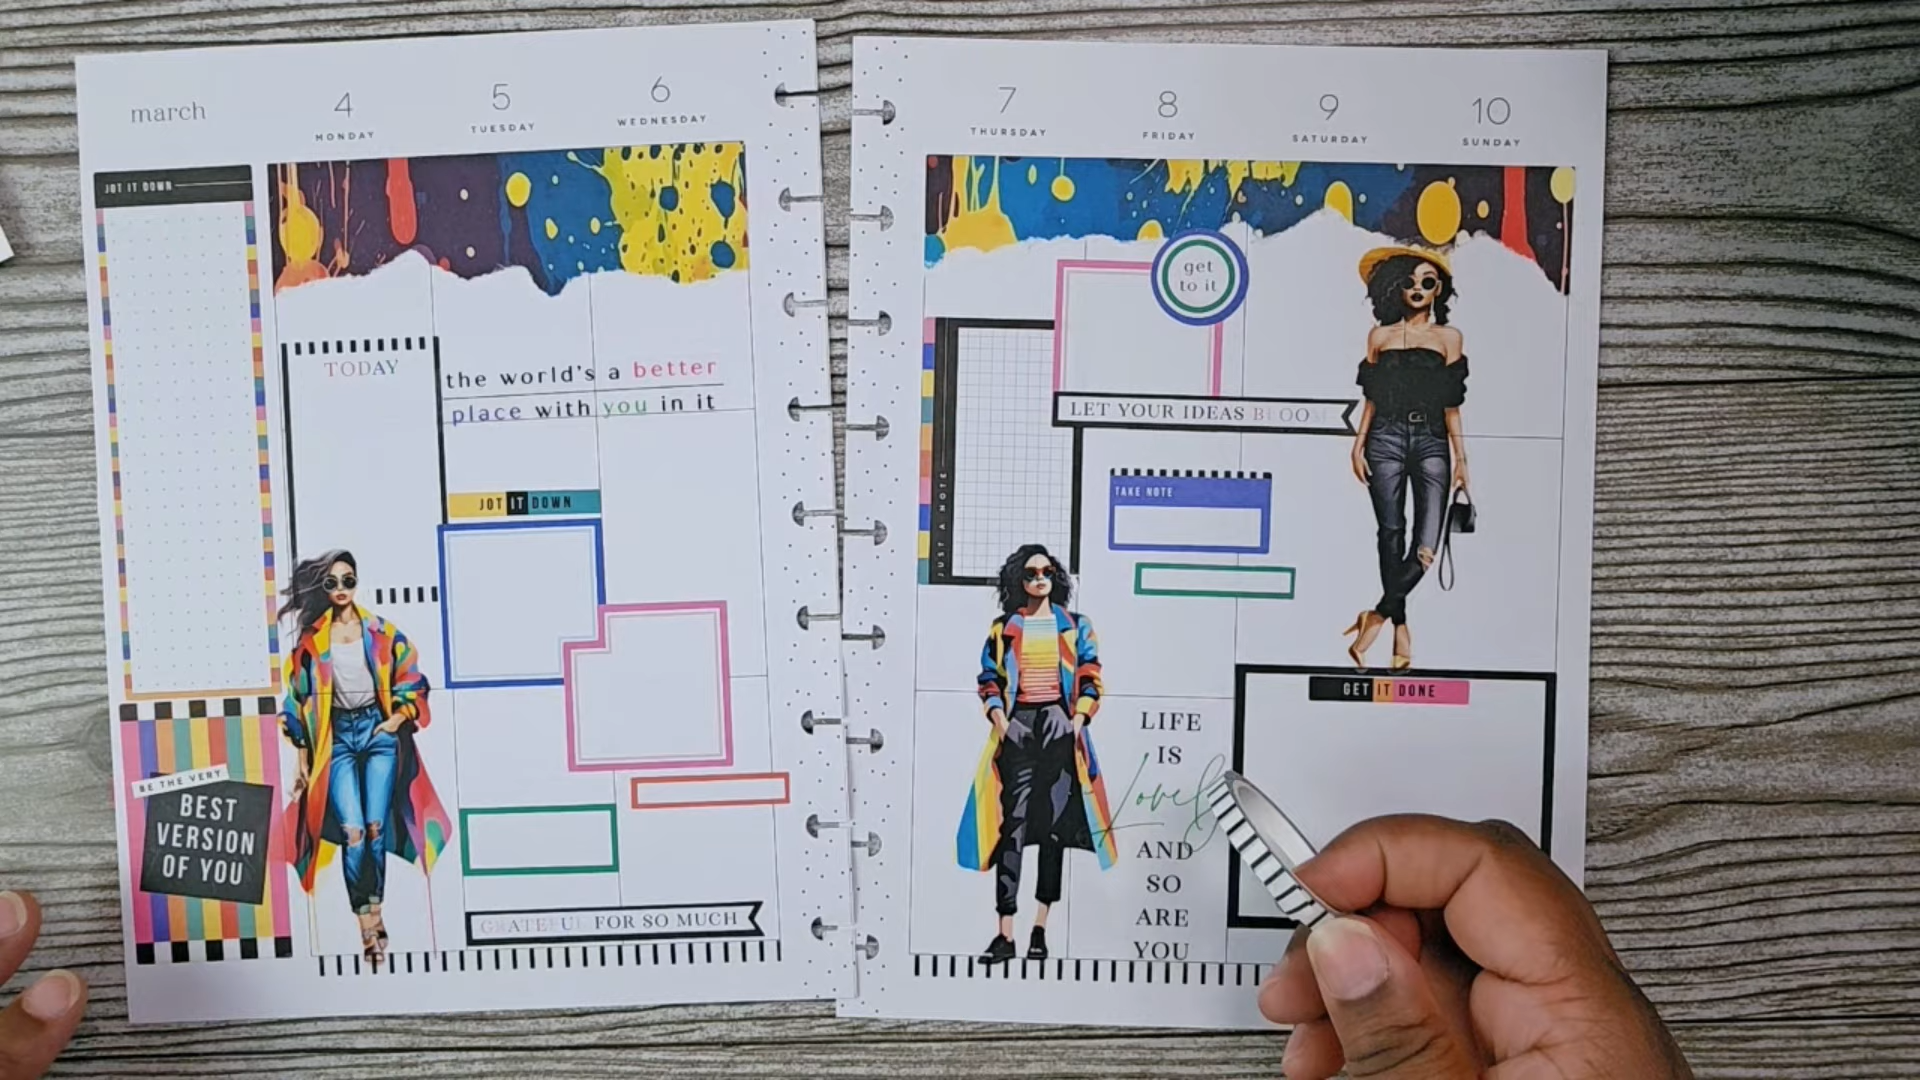 march
4
MONDAY
5
TUESDAY
6
WEDNESDAY
JOT IT DOWN
TODAY
the world's a better
place with you in it
JOT IT DOWN
BE THE VERY
BEST
VERSION
OF YOU
GRATEFUL FOR SO MUCH
7
THURSDAY
8
FRIDAY
9
SATURDAY
10
SUNDAY
get
to it
LET YOUR IDEAS BLOOM
JUST A NOTE
TAKE NOTE
GET IT DONE
LIFE
IS
Lovely
AND
SO
ARE
YOU